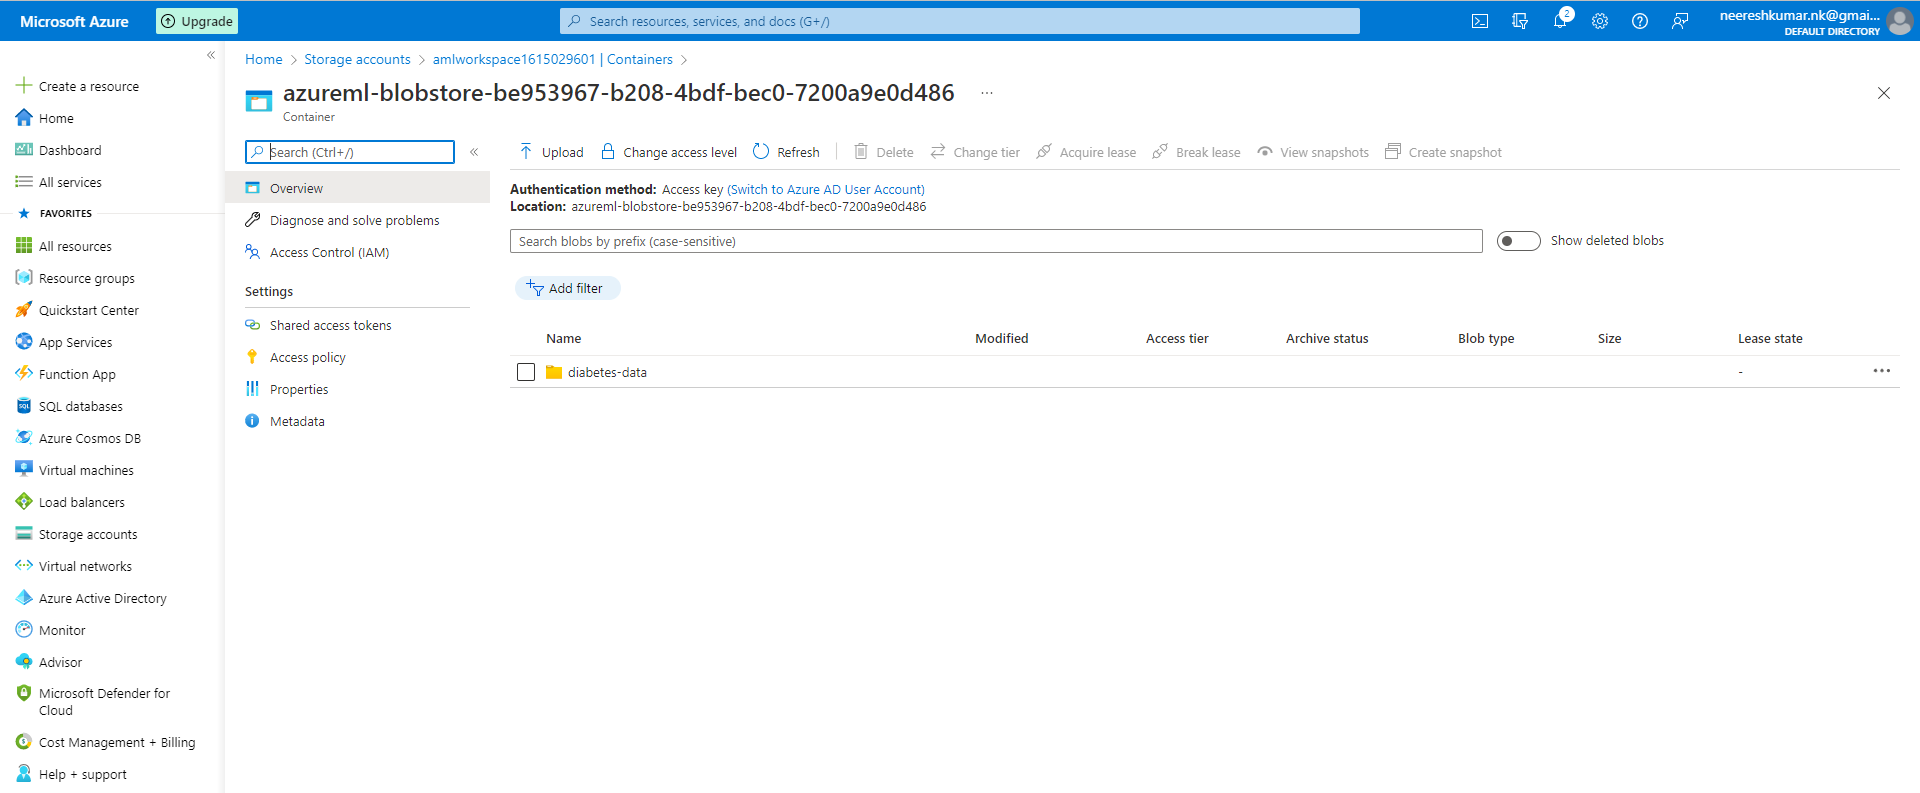 Microsoft Azure
Upgrade
Search resources, services, and docs (G+/)
2
neereshkumar.nk@gmai...
DEFAULT DIRECTORY
«
Create a resource
Home
Dashboard
All services
FAVORITES
All resources
Resource groups
Quickstart Center
App Services
Function App
SQL databases
Azure Cosmos DB
Virtual machines
Load balancers
Storage accounts
Virtual networks
Azure Active Directory
Monitor
Advisor
Microsoft Defender for
Cloud
Cost Management + Billing
Help + support
Home > Storage accounts > amlworkspace1615029601 | Containers >
azureml-blobstore-be953967-b208-4bdf-bec0-7200a9e0d486 ...
Container
Search (Ctrl+/)
«
Overview
Diagnose and solve problems
Access Control (IAM)
Settings
Shared access tokens
Access policy
Properties
Metadata
Upload Change access level Refresh | Delete Change tier Acquire lease Break lease View snapshots Create snapshot
Authentication method: Access key (Switch to Azure AD User Account)
Location: azureml-blobstore-be953967-b208-4bdf-bec0-7200a9e0d486
Search blobs by prefix (case-sensitive)
Show deleted blobs
Add filter
Name Modified Access tier Archive status Blob type Size Lease state
diabetes-data - ...